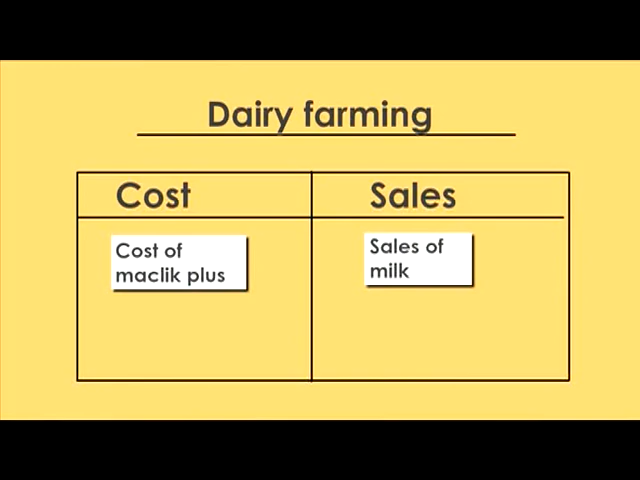 Dairy farming
Cost
Sales
Cost of
maclik plus
Sales of
milk